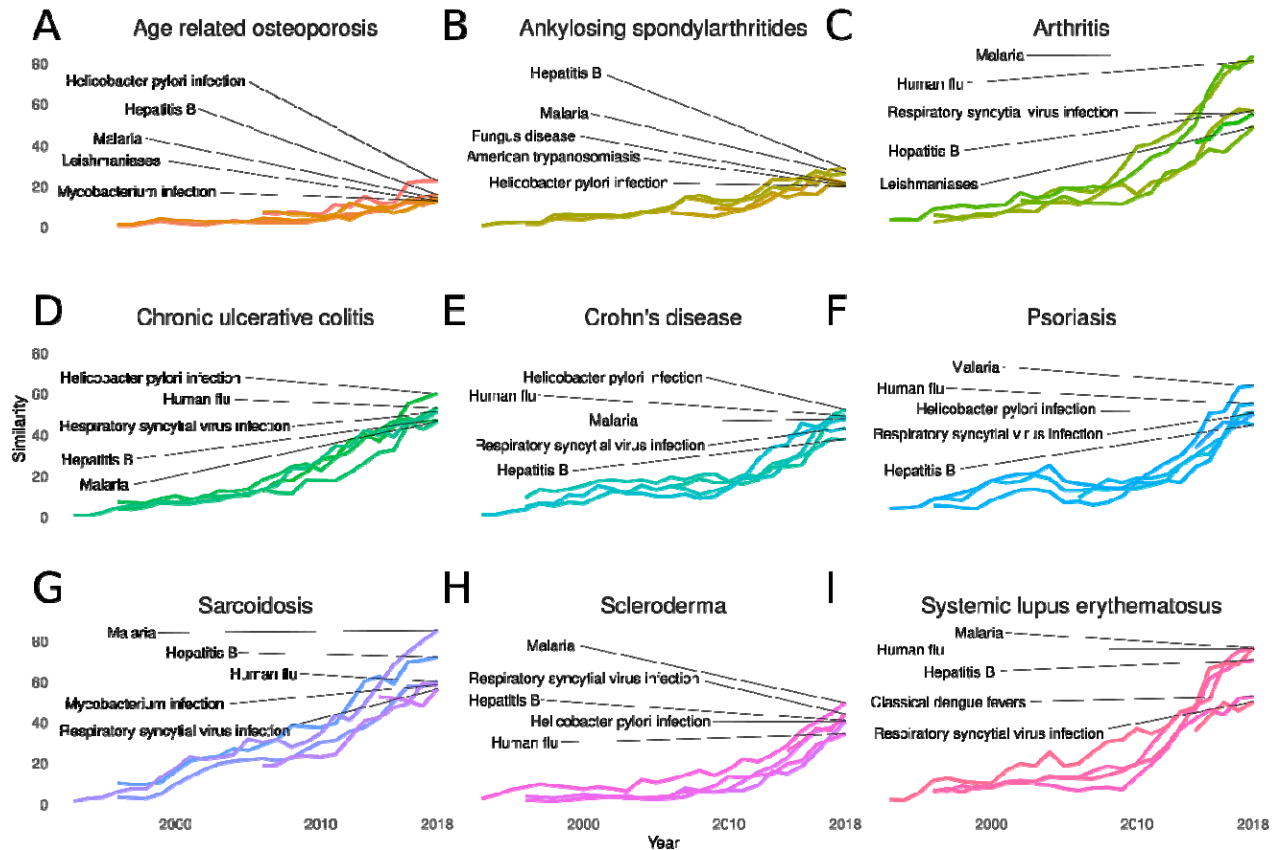 A
Age related osteoporosis
80
60
40
20
0
Helicobacter pylori infection
Hepatitis B
Malaria
Leishmaniases
Mycobacterium infection
B
Ankylosing spondylarthritides
Hepatitis B
Malaria
Fungus disease
American trypanosomiasis
Helicobacter pylori infection
C
Arthritis
Malaria
Human flu
Respiratory syncytial virus infection
Hopatitis B
Leishmaniases
D
Chronic ulcerative colitis
80
60
40
20
0
Similarity
Helicobacter pylori infection
Human flu
Respiratory syncytial virus infection
Hepatitis B
Malaria
E
Crohn's disease
Helicobacter pylori infection
Human flu
Malaria
Respiratory syncytial virus infection
Hepatitis B
F
Psoriasis
Valaria
Human flu
Helicobacter pylori infection
Respiratory syncytial virus infection
Hepatitis B
G
Sarcoidosis
80
60
40
20
0
Malaria
Hopatitis B
Human flu
Mycobacterium infection
Respiratory syncytial virus infection
2000
2010
2018
H
Scleroderma
Malaria
Respiratory syncytial virus infection
Hepatitis B
Helicobacter pylori infection
Human flu
2000
2010
2018
Year
I
Systemic lupus erythematosus
Malaria
Human flu
Hepatitis B
Classical dengue fevers
Respiratory syncytial virus infection
2000
2010
2018